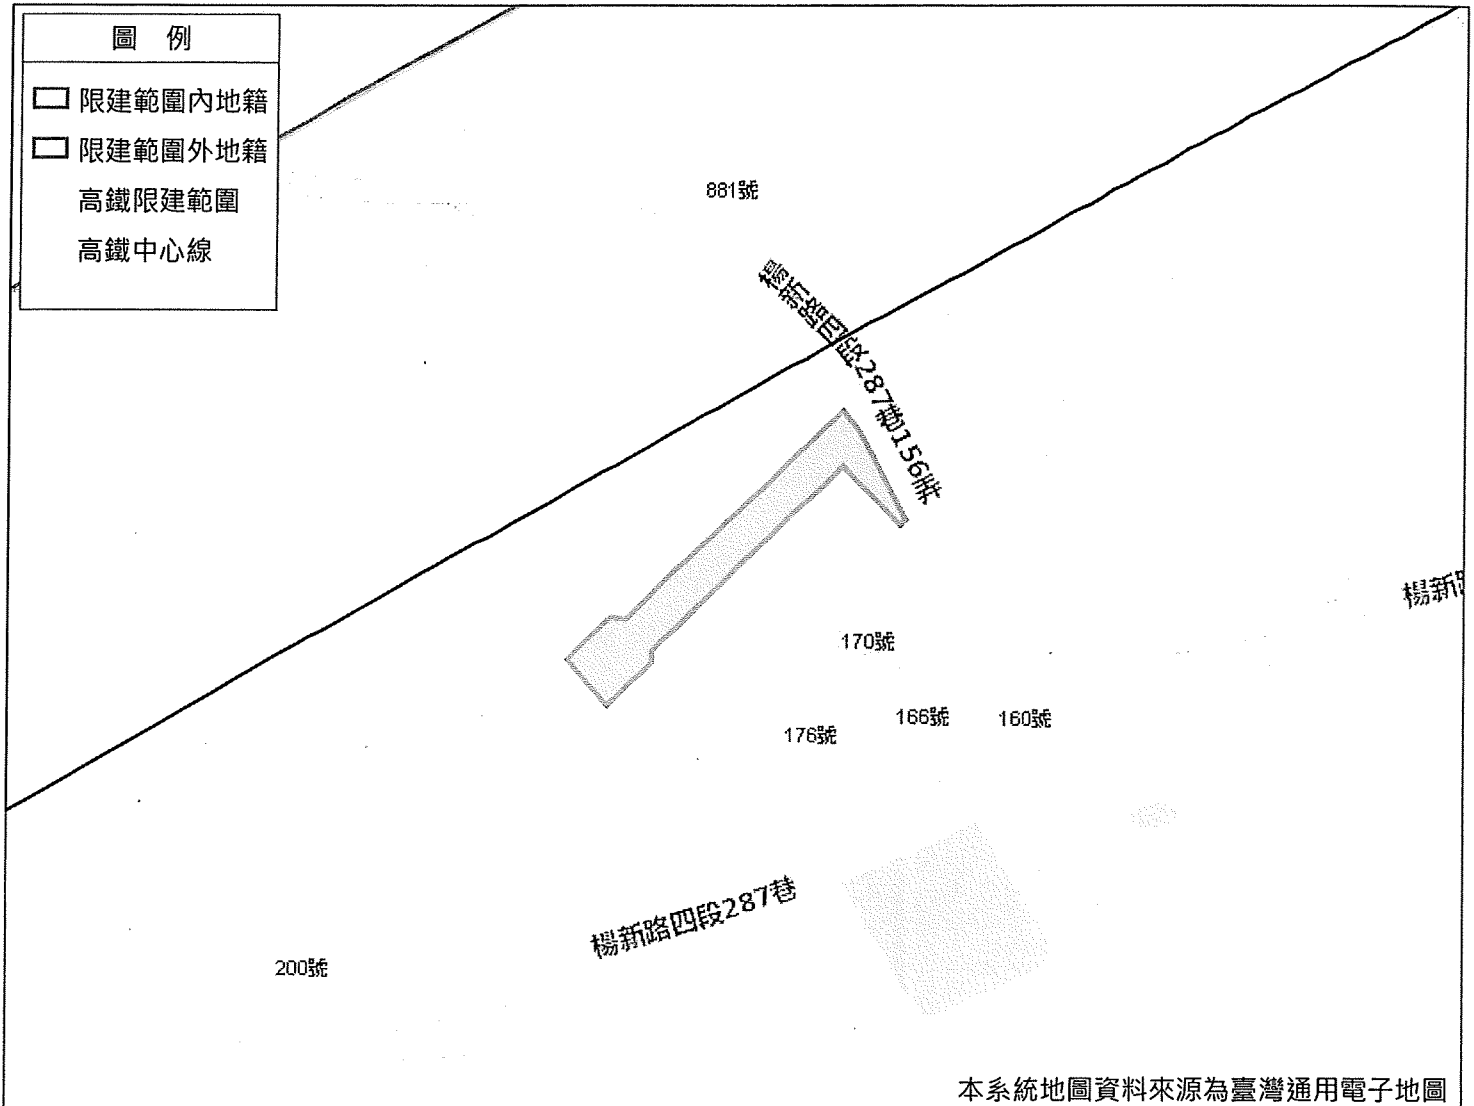 圖 例
限建範圍內地籍
限建範圍外地籍
高鐵限建範圍
高鐵中心線
881號
楊新路四段287巷156弄
楊新路
170號
166號
160號
176號
楊新路四段287巷
200號
本系統地圖資料來源為臺灣通用電子地圖